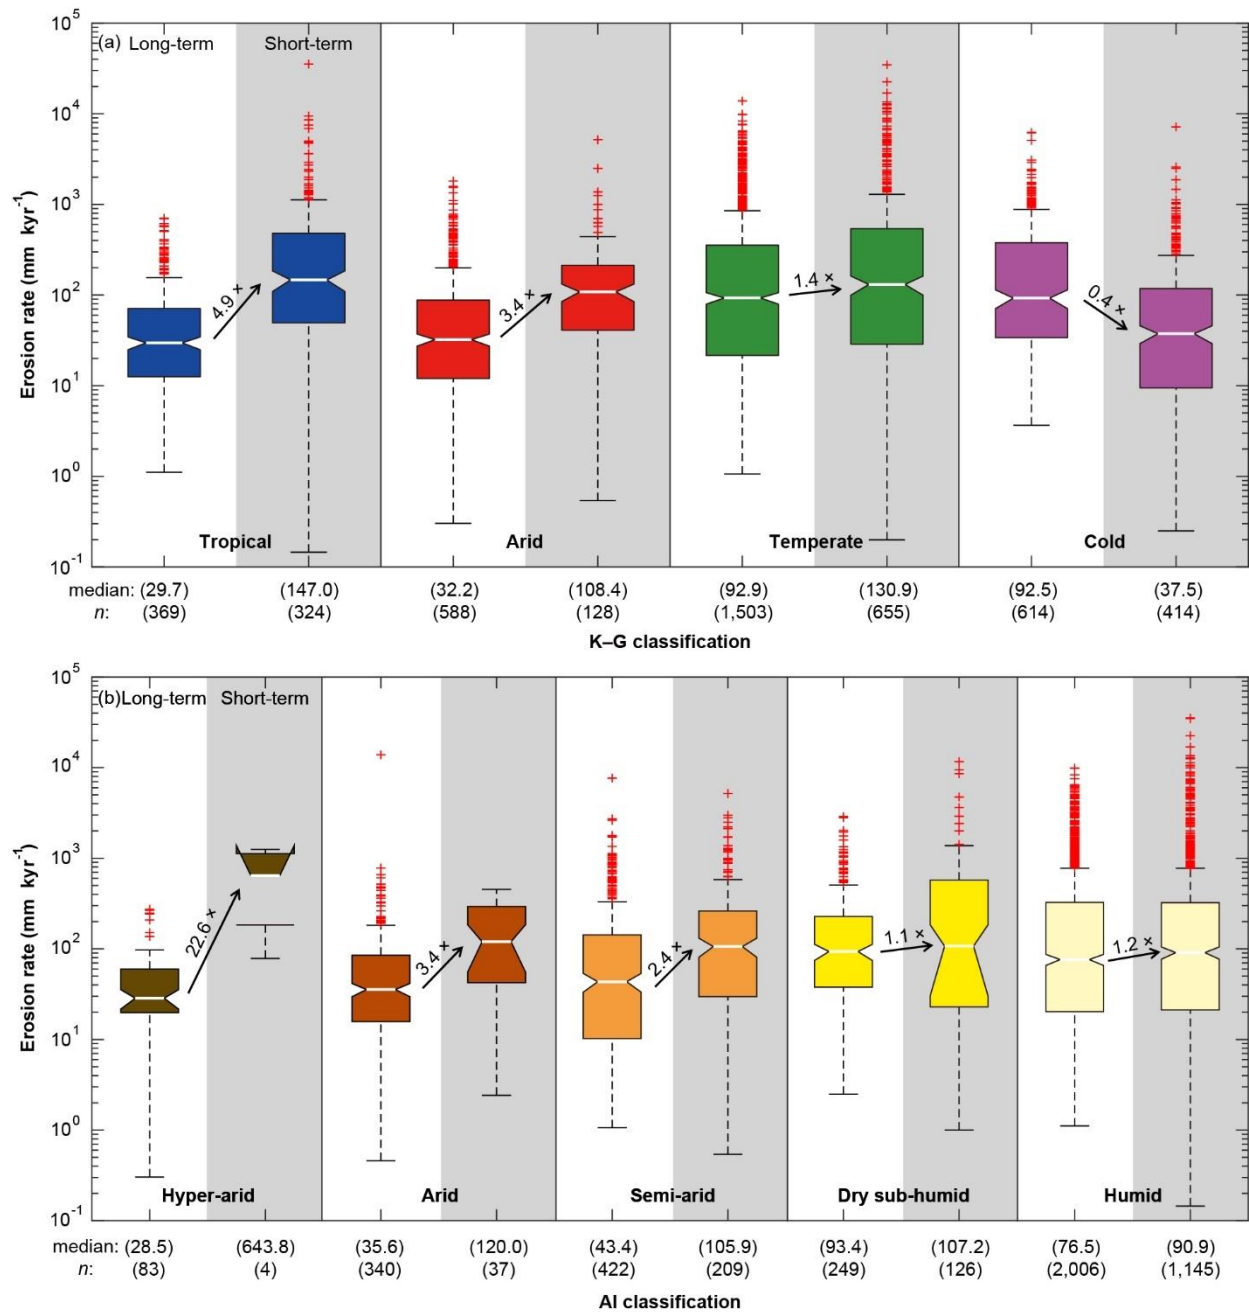 (a) Long-term Short-term
10^5
10^4
10^3
10^2
10^1
10^0
10^-1
Erosion rate (mm kyr^-1)
4.9 ×
3.4 ×
1.4 ×
0.4 ×
Tropical Arid Temperate Cold
median: (29.7) (147.0) (32.2) (108.4) (92.9) (130.9) (92.5) (37.5)
n: (369) (324) (588) (128) (1,503) (655) (614) (414)
K–G classification
(b) Long-term Short-term
10^5
10^4
10^3
10^2
10^1
10^0
10^-1
Erosion rate (mm kyr^-1)
22.6 ×
3.4 ×
2.4 ×
1.1 ×
1.2 ×
Hyper-arid Arid Semi-arid Dry sub-humid Humid
median: (28.5) (643.8) (35.6) (120.0) (43.4) (105.9) (93.4) (107.2) (76.5) (90.9)
n: (83) (4) (340) (37) (422) (209) (249) (126) (2,006) (1,145)
AI classification